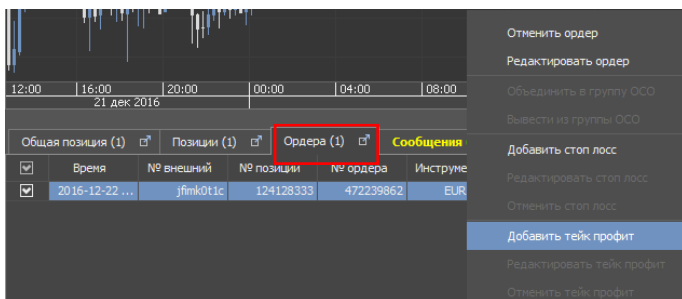 12:00 16:00 20:00 00:00 04:00 08:00
21 дек 2016
Общая позиция (1) Позиции (1) Ордера (1) Сообщения
Время № внешний № позиции № ордера Инструме
2016-12-22 ... jfimk0t1c 124128333 472239862 EUR
Отменить ордер
Редактировать ордер
Объединить в группу ОСО
Вывести из группы ОСО
Добавить стоп лосс
Редактировать стоп лосс
Отменить стоп лосс
Добавить тейк профит
Редактировать тейк профит
Отменить тейк профит